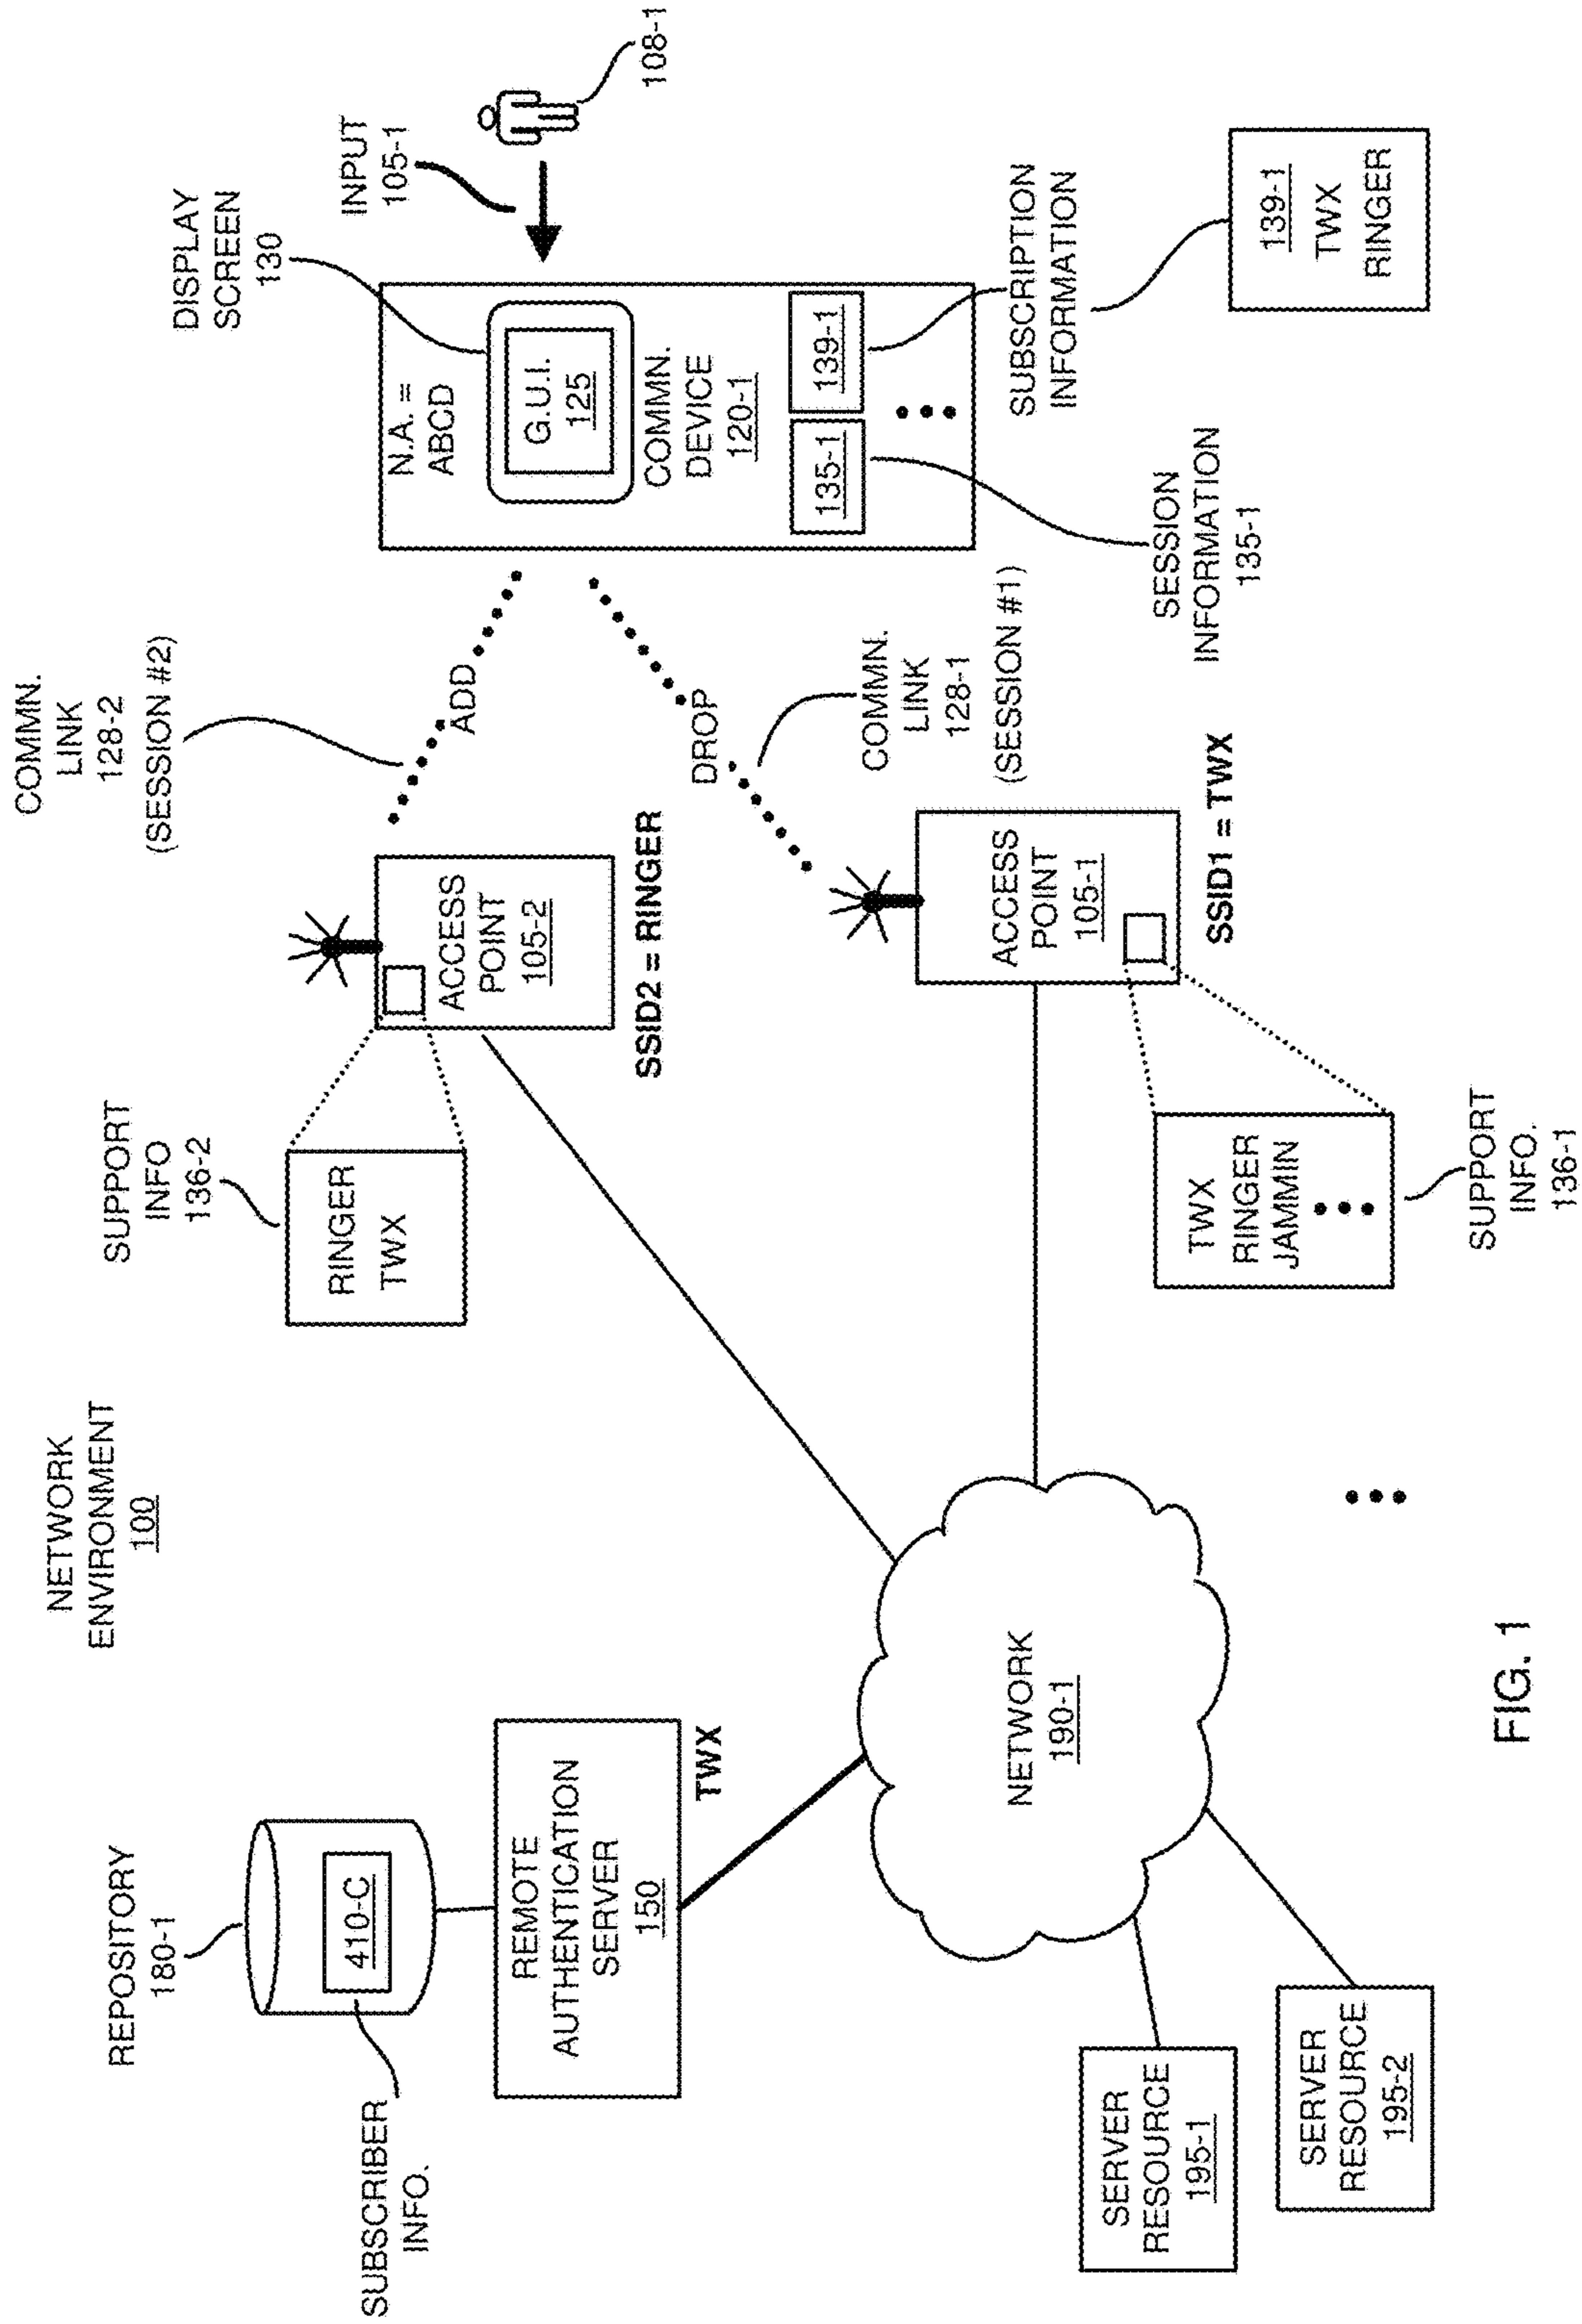 NETWORK
ENVIRONMENT
100
REPOSITORY
180-1
410-C
SUBSCRIBER
INFO.
REMOTE
AUTHENTICATION
SERVER
150
TWX
SUPPORT
INFO
136-2
RINGER
TWX
ACCESS
POINT
105-2
SSID2 = RINGER
COMMN.
LINK
128-2
(SESSION #2)
ADD
DROP
COMMN.
LINK
128-1
(SESSION #1)
DISPLAY
SCREEN
130
INPUT
105-1
108-1
N.A. =
ABCD
G.U.I.
125
COMMN.
DEVICE
120-1
135-1
139-1
SESSION
INFORMATION
135-1
SUBSCRIPTION
INFORMATION
139-1
TWX
RINGER
ACCESS
POINT
105-1
SSID1 = TWX
TWX
RINGER
JAMMIN
SUPPORT
INFO.
136-1
NETWORK
190-1
SERVER
RESOURCE
195-1
SERVER
RESOURCE
195-2
FIG. 1